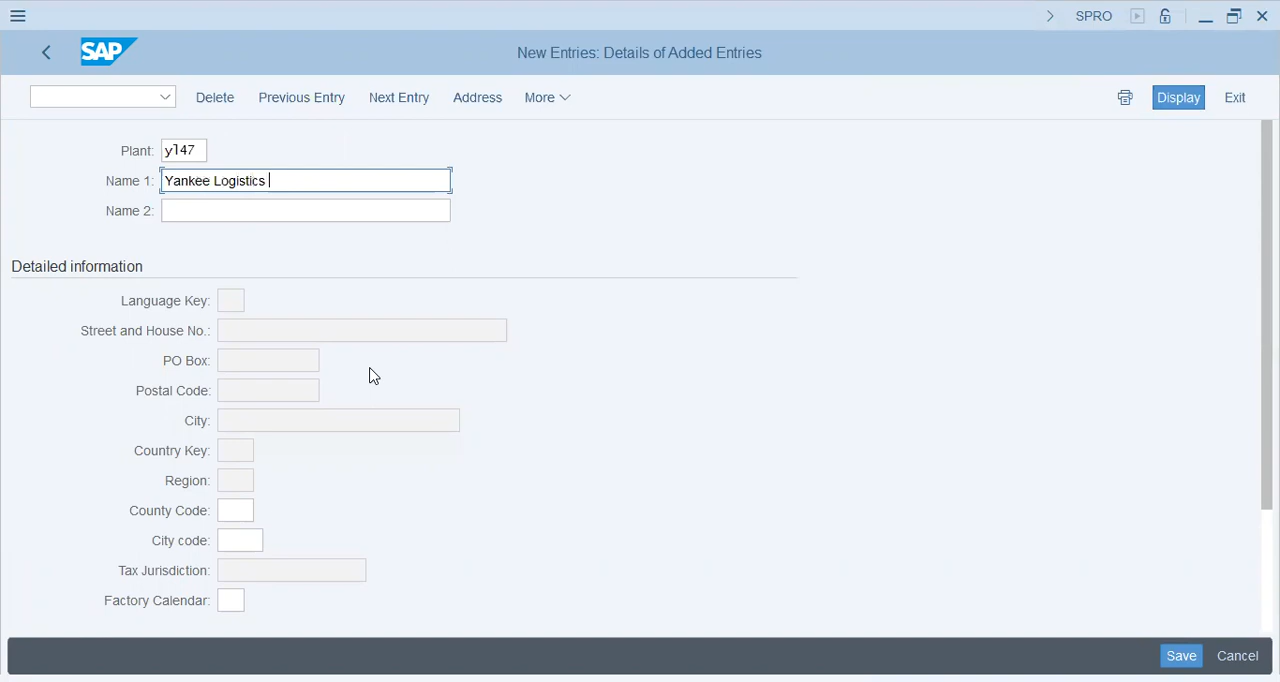 SPRO
SAP
New Entries: Details of Added Entries
Delete Previous Entry Next Entry Address More Display Exit
Plant: yl47
Name 1: Yankee Logistics
Name 2:
Detailed information
Language Key:
Street and House No.:
PO Box:
Postal Code:
City:
Country Key:
Region:
County Code:
City code:
Tax Jurisdiction:
Factory Calendar:
Save Cancel